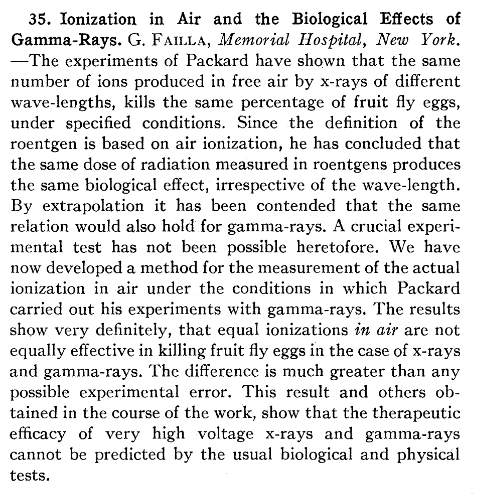 35. Ionization in Air and the Biological Effects of
Gamma-Rays. G. FAILLA, Memorial Hospital, New York.
—The experiments of Packard have shown that the same
number of ions produced in free air by x-rays of different
wave-lengths, kills the same percentage of fruit fly eggs,
under specified conditions. Since the definition of the
roentgen is based on air ionization, he has concluded that
the same dose of radiation measured in roentgens produces
the same biological effect, irrespective of the wave-length.
By extrapolation it has been contended that the same
relation would also hold for gamma-rays. A crucial experi-
mental test has not been possible heretofore. We have
now developed a method for the measurement of the actual
ionization in air under the conditions in which Packard
carried out his experiments with gamma-rays. The results
show very definitely, that equal ionizations in air are not
equally effective in killing fruit fly eggs in the case of x-rays
and gamma-rays. The difference is much greater than any
possible experimental error. This result and others ob-
tained in the course of the work, show that the therapeutic
efficacy of very high voltage x-rays and gamma-rays
cannot be predicted by the usual biological and physical
tests.